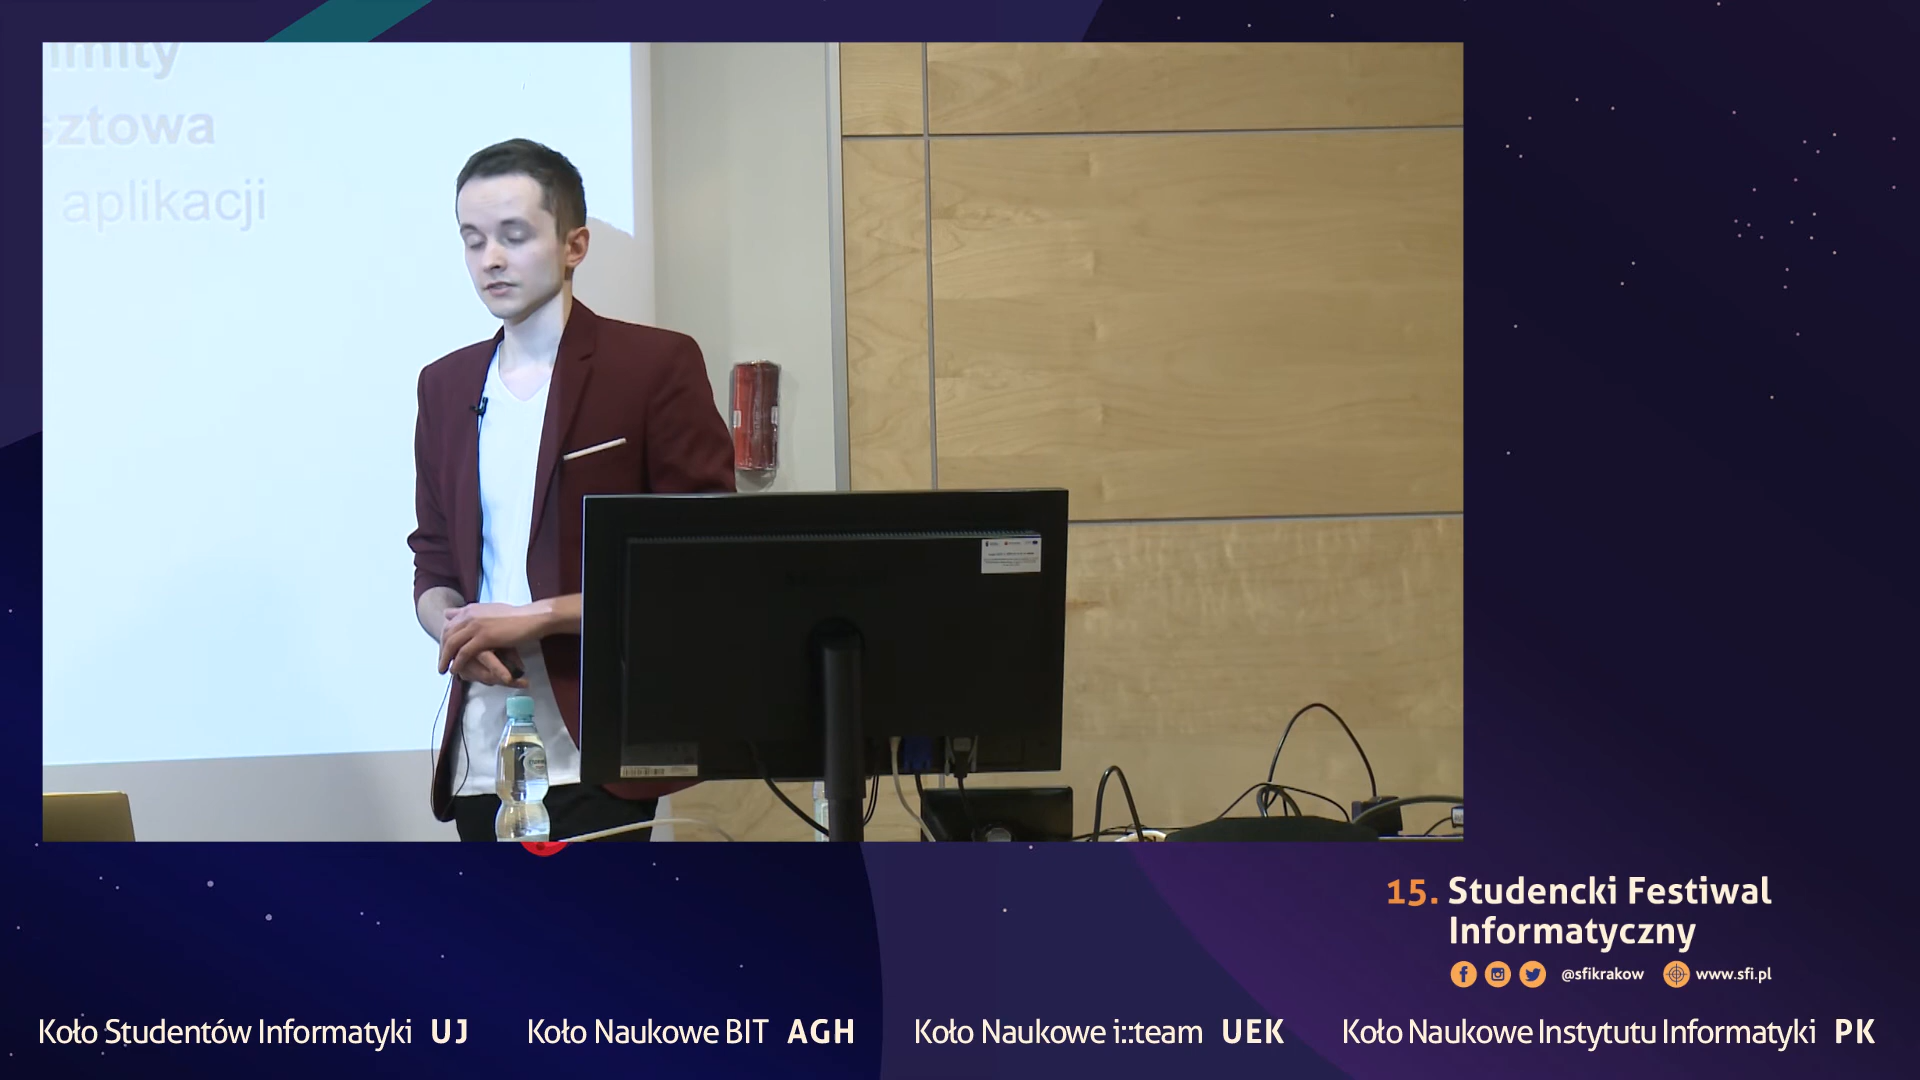 imity
sztowa
aplikacji
15. Studencki Festiwal
Informatyczny
@sfikrakow www.sfi.pl
Koło Studentów Informatyki UJ Koło Naukowe BIT AGH Koło Naukowe i::team UEK Koło Naukowe Instytutu Informatyki PK